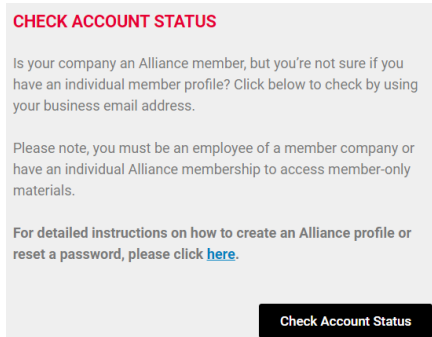 CHECK ACCOUNT STATUS
Is your company an Alliance member, but you're not sure if you
have an individual member profile? Click below to check by using
your business email address.
Please note, you must be an employee of a member company or
have an individual Alliance membership to access member-only
materials.
For detailed instructions on how to create an Alliance profile or
reset a password, please click here.
Check Account Status